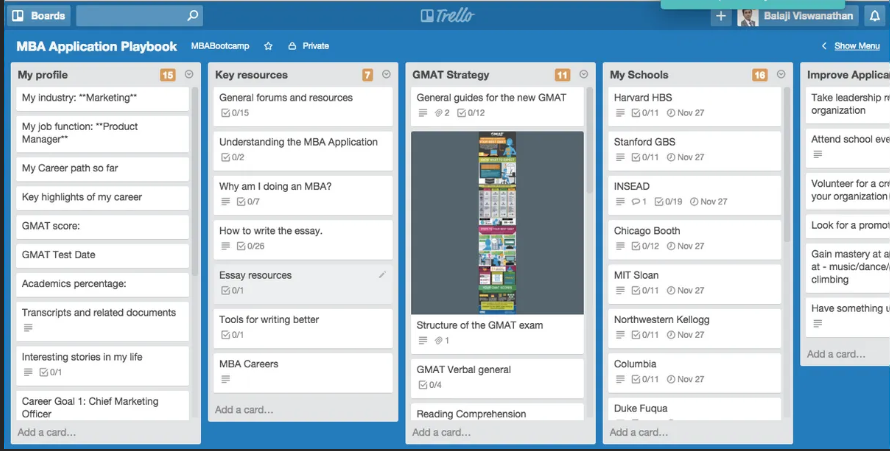 Boards
Trello
Balaji Viswanathan
MBA Application Playbook
MBABootcamp
Private
Show Menu
My profile
15
My industry: **Marketing**
My job function: **Product
Manager**
My Career path so far
Key highlights of my career
GMAT score:
GMAT Test Date
Academics percentage:
Transcripts and related documents
Interesting stories in my life
0/1
Career Goal 1: Chief Marketing
Officer
Add a card...
Key resources
7
General forums and resources
0/15
Understanding the MBA Application
0/2
Why am I doing an MBA?
0/7
How to write the essay.
0/26
Essay resources
0/1
Tools for writing better
0/1
MBA Careers
Add a card...
GMAT Strategy
11
General guides for the new GMAT
2 0/12
Structure of the GMAT exam
1
GMAT Verbal general
0/4
Reading Comprehension
Add a card...
My Schools
16
Harvard HBS
0/11 Nov 27
Stanford GBS
0/11 Nov 27
INSEAD
1 0/19 Nov 27
Chicago Booth
0/12 Nov 27
MIT Sloan
0/11 Nov 27
Northwestern Kellogg
0/11 Nov 27
Columbia
0/11 Nov 27
Duke Fuqua
Add a card...
Improve Applica
Take leadership
organization
Attend school eve
Volunteer for a
your organization
Look for a promot
Gain mastery at a
at - music/dance/
climbing
Have something
Add a card...